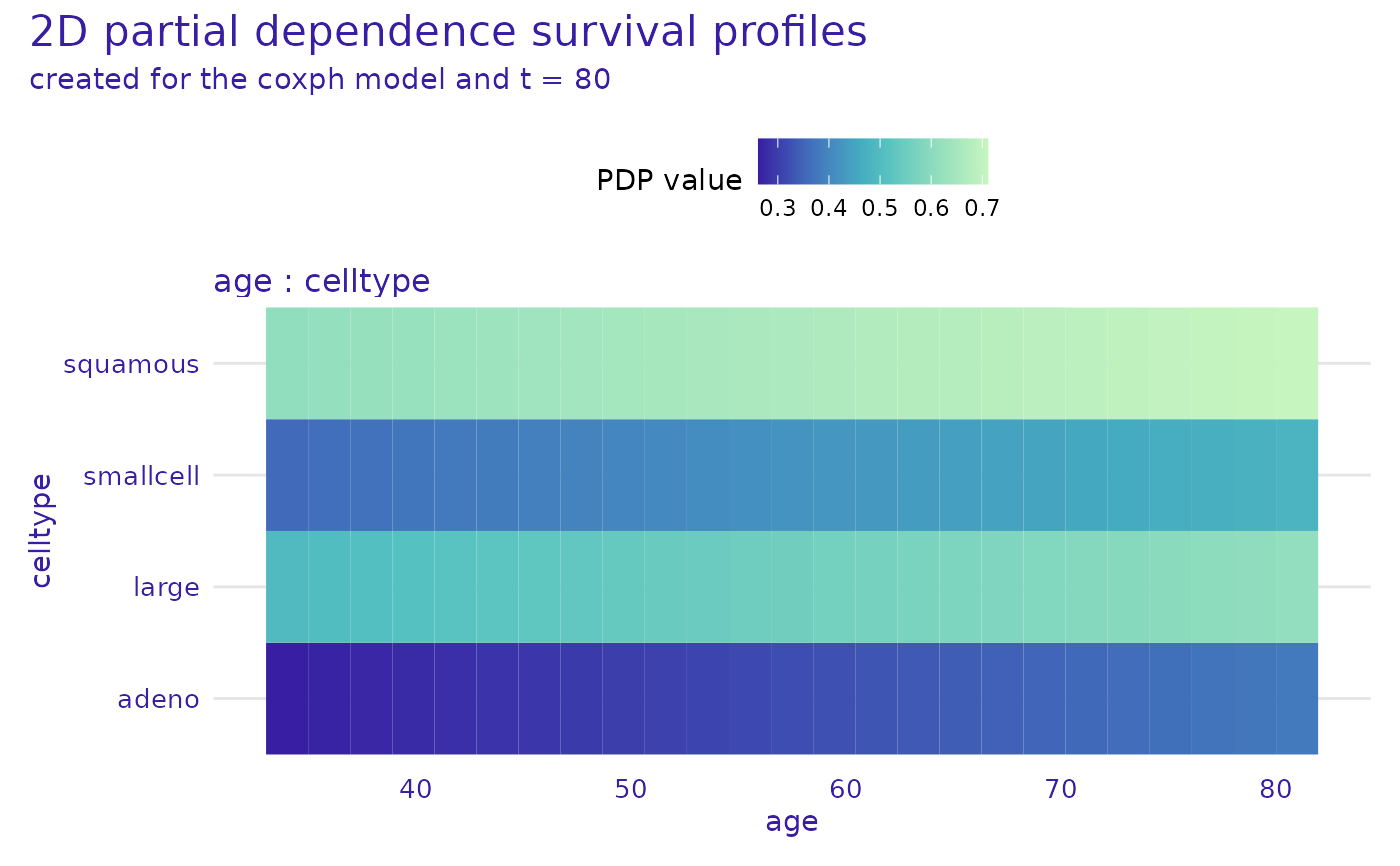 2D partial dependence survival profiles
created for the coxph model and t = 80
PDP value
0.3 0.4 0.5 0.6 0.7
age : celltype
squamous
smallcell
large
adeno
celltype
40 50 60 70 80
age